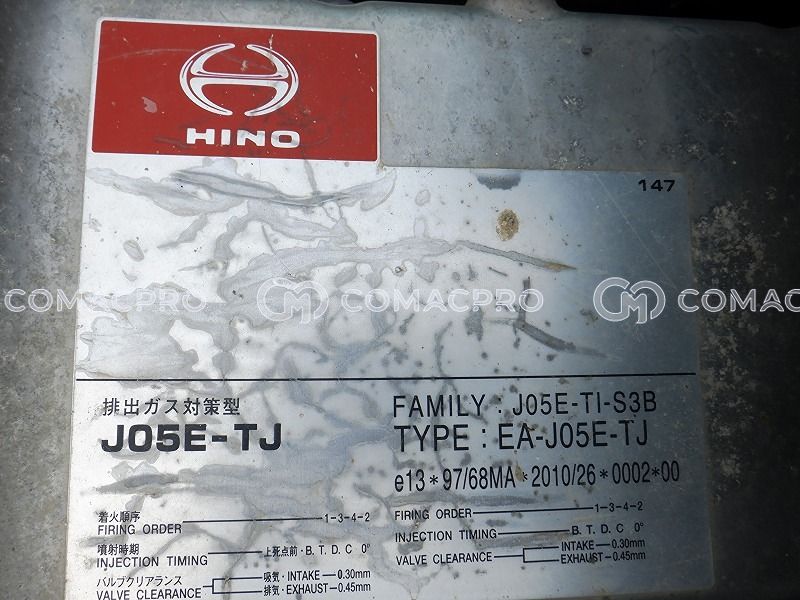 HINO
147
COMACPRO COMACPRO COMACPRO
排出ガス対策型
J05E-TJ
FAMILY : J05E-TI-S3B
TYPE : EA-J05E-TJ
e13*97/68MA*2010/26*0002*00
着火順序
FIRING ORDER 1-3-4-2
噴射時期
INJECTION TIMING 上死点前・B. T. D. C 0°
バルブクリアランス
VALVE CLEARANCE
吸気・INTAKE 0.30mm
排気・EXHAUST 0.45mm
FIRING ORDER 1-3-4-2
INJECTION TIMING B. T. D. C 0°
VALVE CLEARANCE
INTAKE 0.30mm
EXHAUST 0.45mm